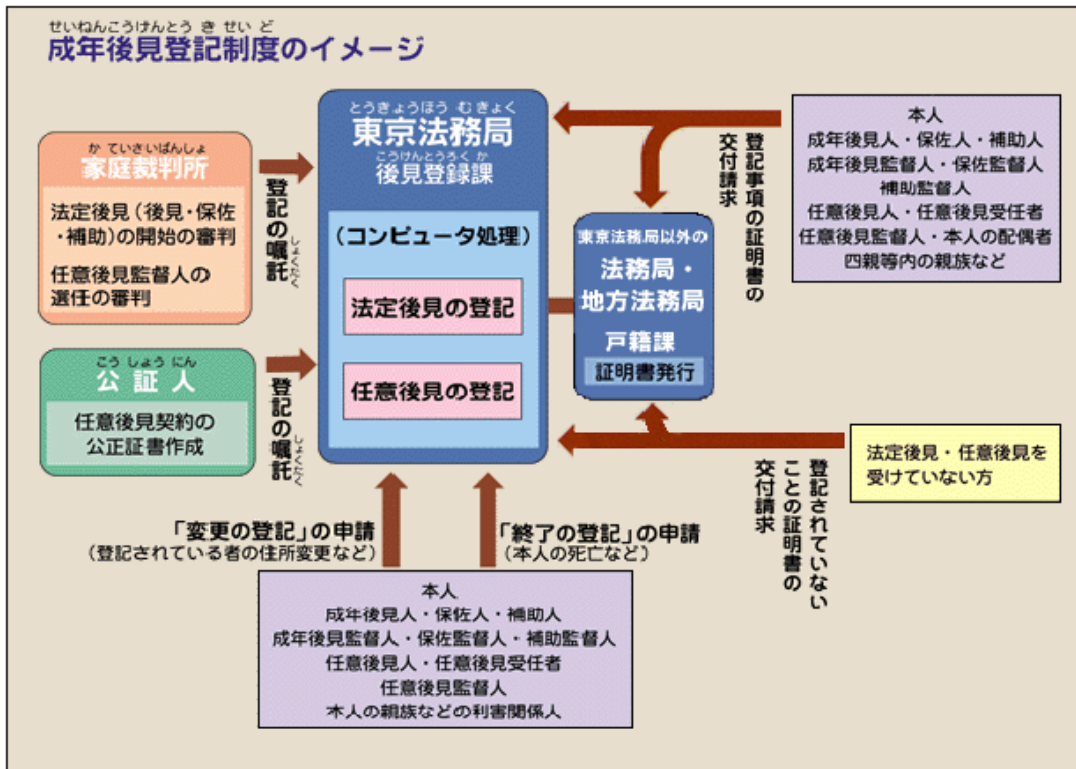 せいねんこうけんとうきせいど
成年後見登記制度のイメージ
かていさいばんしょ
家庭裁判所
法定後見（後見・保佐
・補助）の開始の審判
任意後見監督人の
選任の審判
登記の嘱託
しょくたく
こうしょうにん
公証人
任意後見契約の
公正証書作成
登記の嘱託
しょくたく
とうきょうほうむきょく
東京法務局
こうけんとうろくか
後見登録課
（コンピュータ処理）
法定後見の登記
任意後見の登記
東京法務局以外の
法務局・
地方法務局
戸籍課
証明書発行
登記事項の証明書の
交付請求
本人
成年後見人・保佐人・補助人
成年後見監督人・保佐監督人
補助監督人
任意後見人・任意後見受任者
任意後見監督人・本人の配偶者
四親等内の親族など
登記されていない
ことの証明書の
交付請求
法定後見・任意後見を
受けていない方
「変更の登記」の申請
（登記されている者の住所変更など）
「終了の登記」の申請
（本人の死亡など）
本人
成年後見人・保佐人・補助人
成年後見監督人・保佐監督人・補助監督人
任意後見人・任意後見受任者
任意後見監督人
本人の親族などの利害関係人